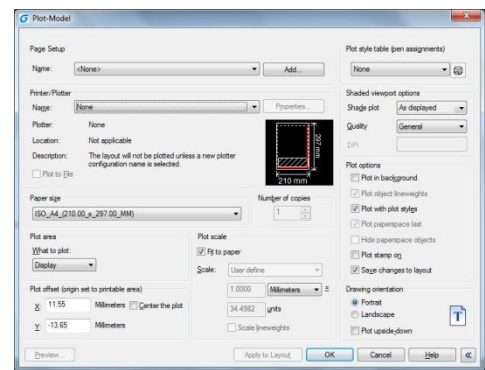 Plot-Model
Page Setup
Name: <None> Add...
Printer/Plotter
Name: None Properties...
Plotter: None
Location: Not applicable
Description: The layout will not be plotted unless a new plotter
configuration name is selected.
Plot to File
297 mm
210 mm
Paper size
ISO_A4_(210.00_x_297.00_MM)
Number of copies
1
Plot area
What to plot:
Display
Plot scale
Fit to paper
Scale: User define
1.0000 Millimeters =
34.4982 units
Scale lineweights
Plot offset (origin set to printable area)
X: 11.55 Millimeters Center the plot
Y: -13.65 Millimeters
Plot style table (pen assignments)
None
Shaded viewport options
Shade plot As displayed
Quality General
DPI
Plot options
Plot in background
Plot object lineweights
Plot with plot styles
Plot paperspace last
Hide paperspace objects
Plot stamp on
Save changes to layout
Drawing orientation
Portrait
Landscape
Plot upside-down
Preview... Apply to Layout OK Cancel Help